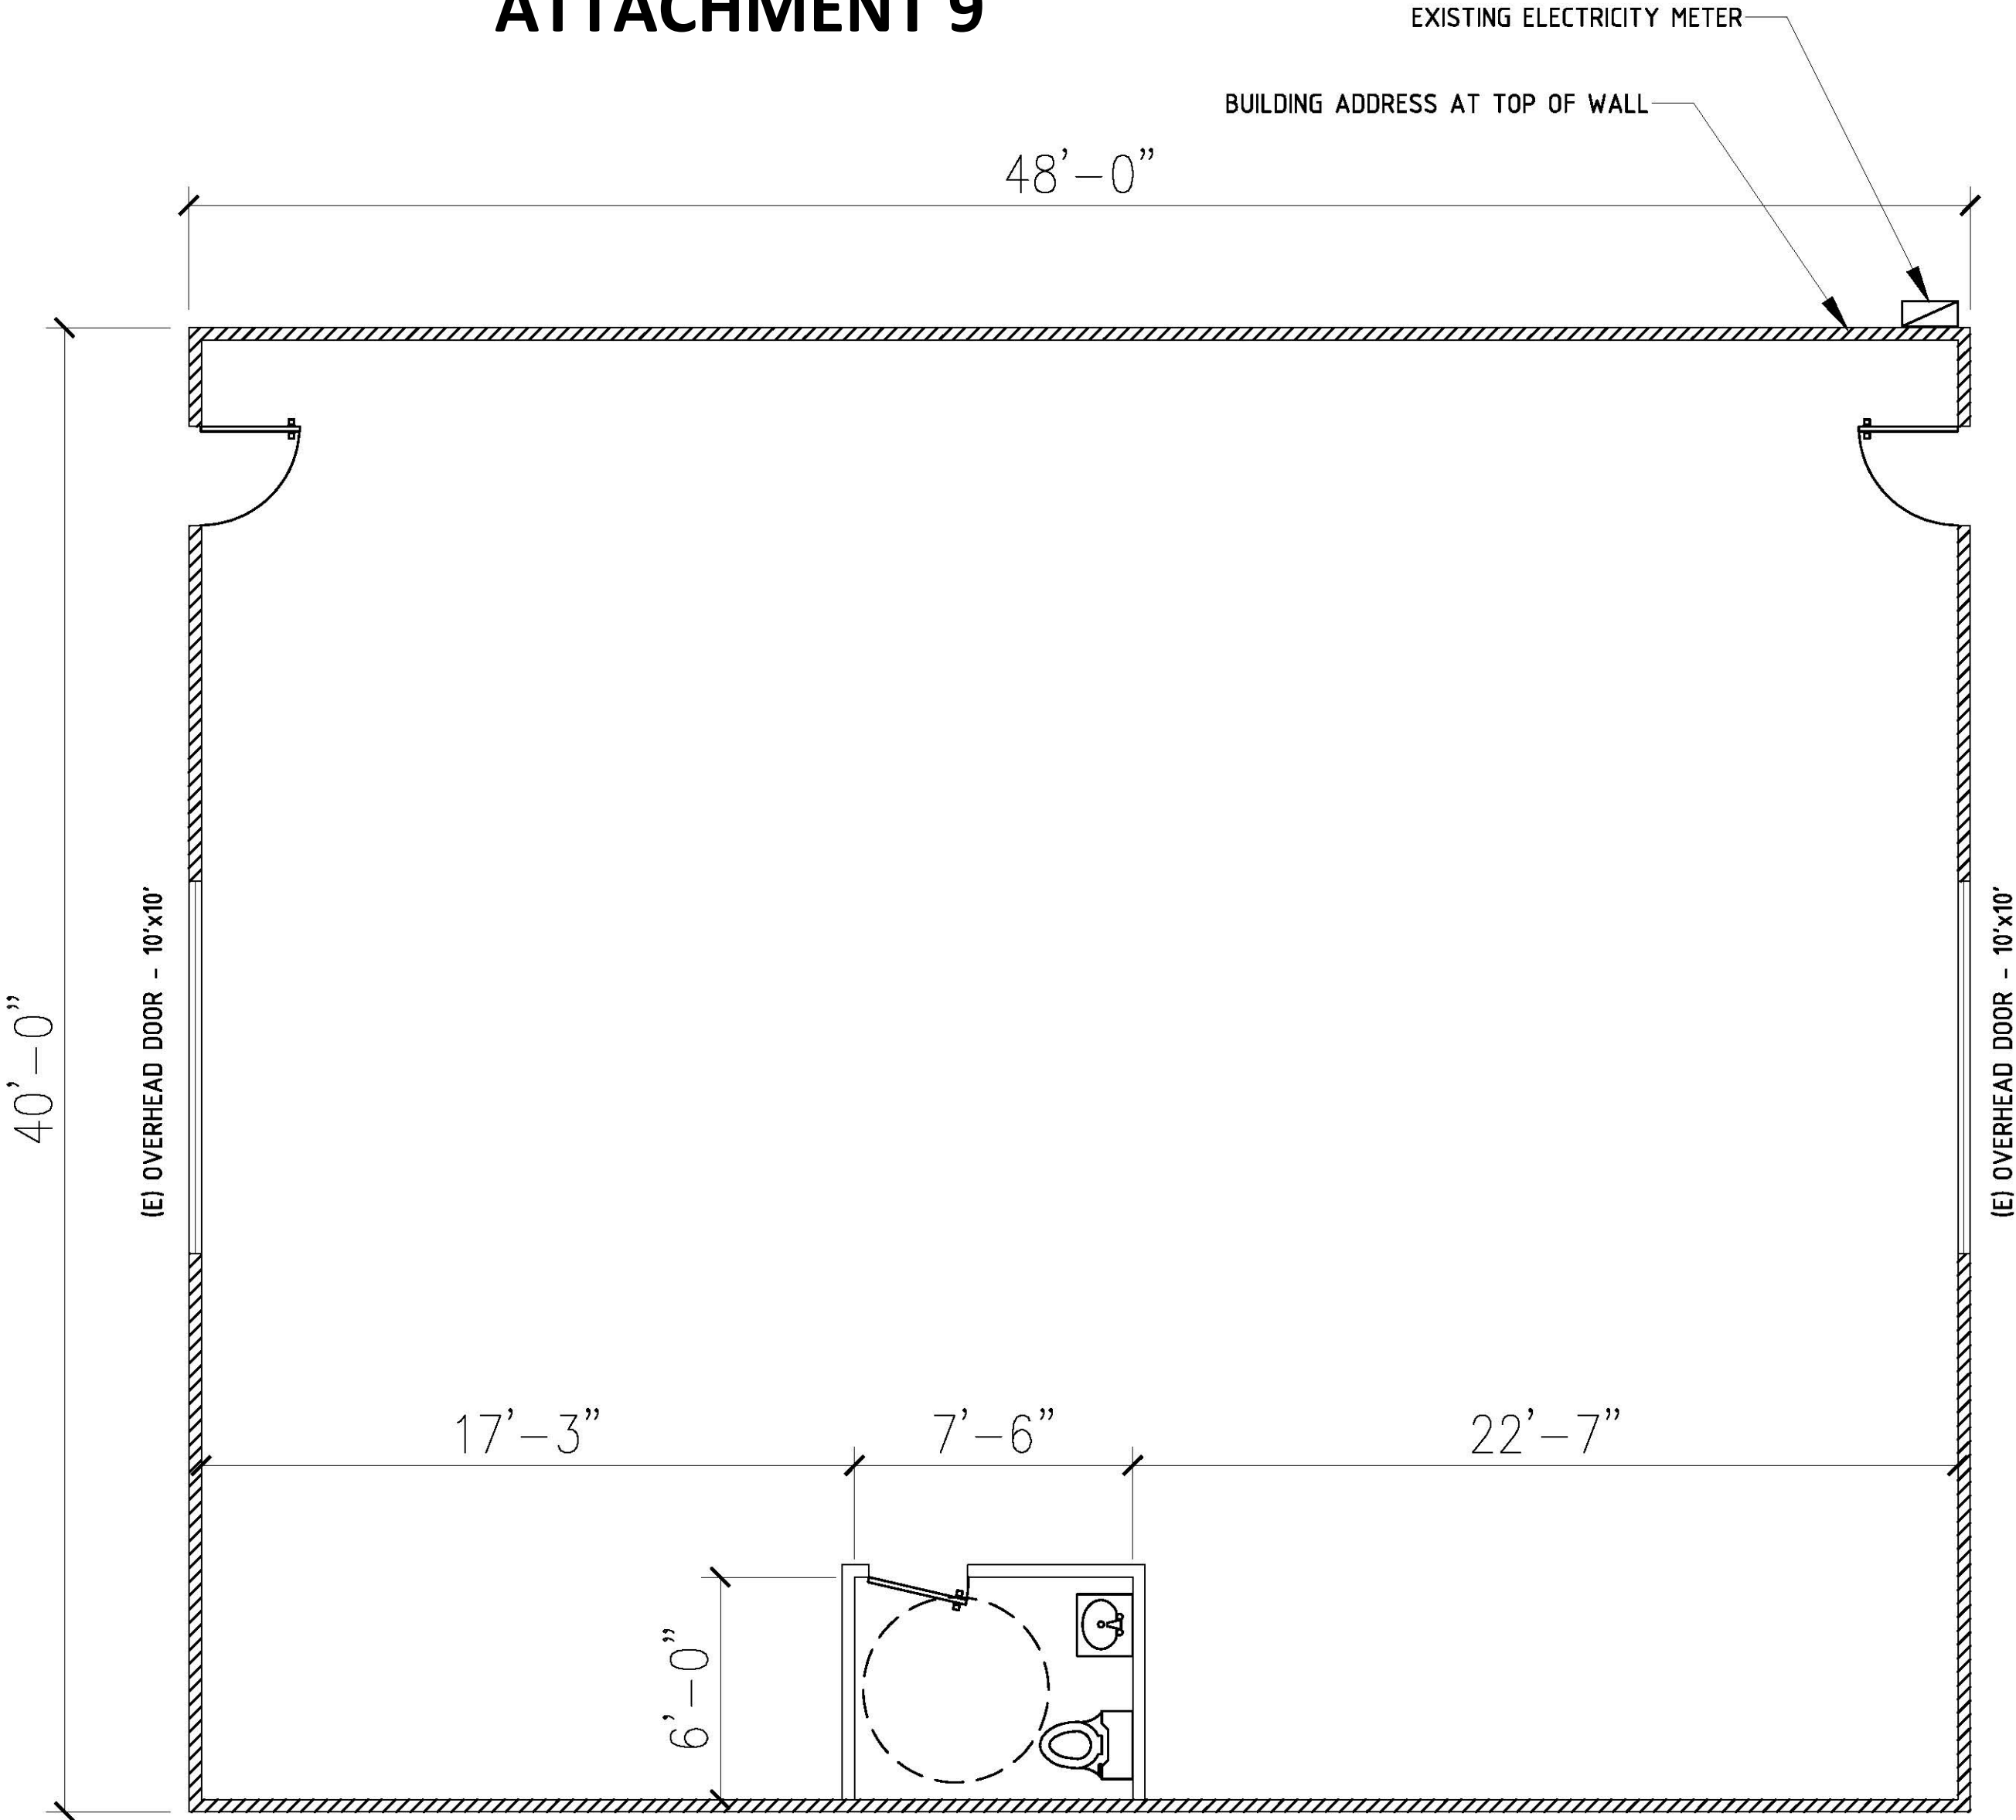 ATTACHMENT 9
EXISTING ELECTRICITY METER
BUILDING ADDRESS AT TOP OF WALL
48'-0"
40'-0"
(E) OVERHEAD DOOR - 10'x10'
(E) OVERHEAD DOOR - 10'x10'
17'-3"
7'-6"
22'-7"
6'-0"